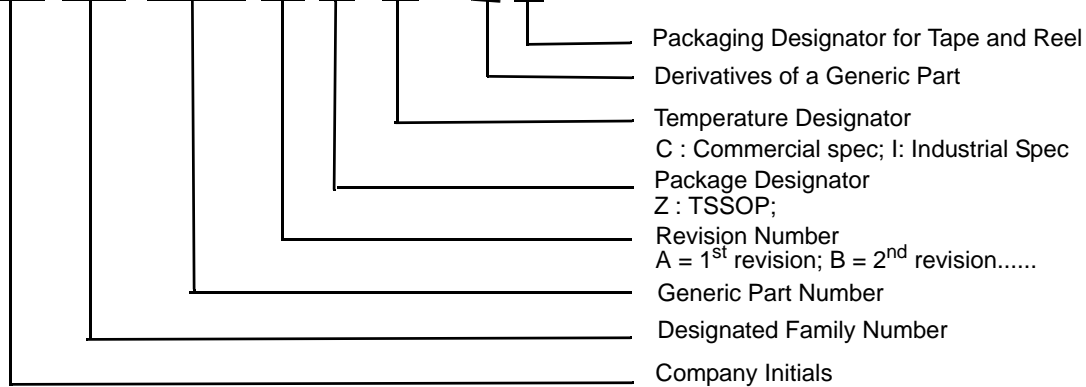 Packaging Designator for Tape and Reel
Derivatives of a Generic Part
Temperature Designator
C : Commercial spec; I: Industrial Spec
Package Designator
Z : TSSOP;
Revision Number
A = 1st revision; B = 2nd revision......
Generic Part Number
Designated Family Number
Company Initials